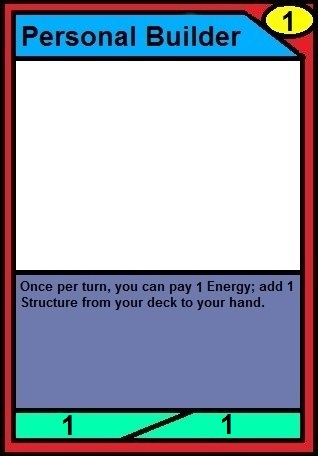 Personal Builder
1
Once per turn, you can pay 1 Energy; add 1
Structure from your deck to your hand.
1 / 1